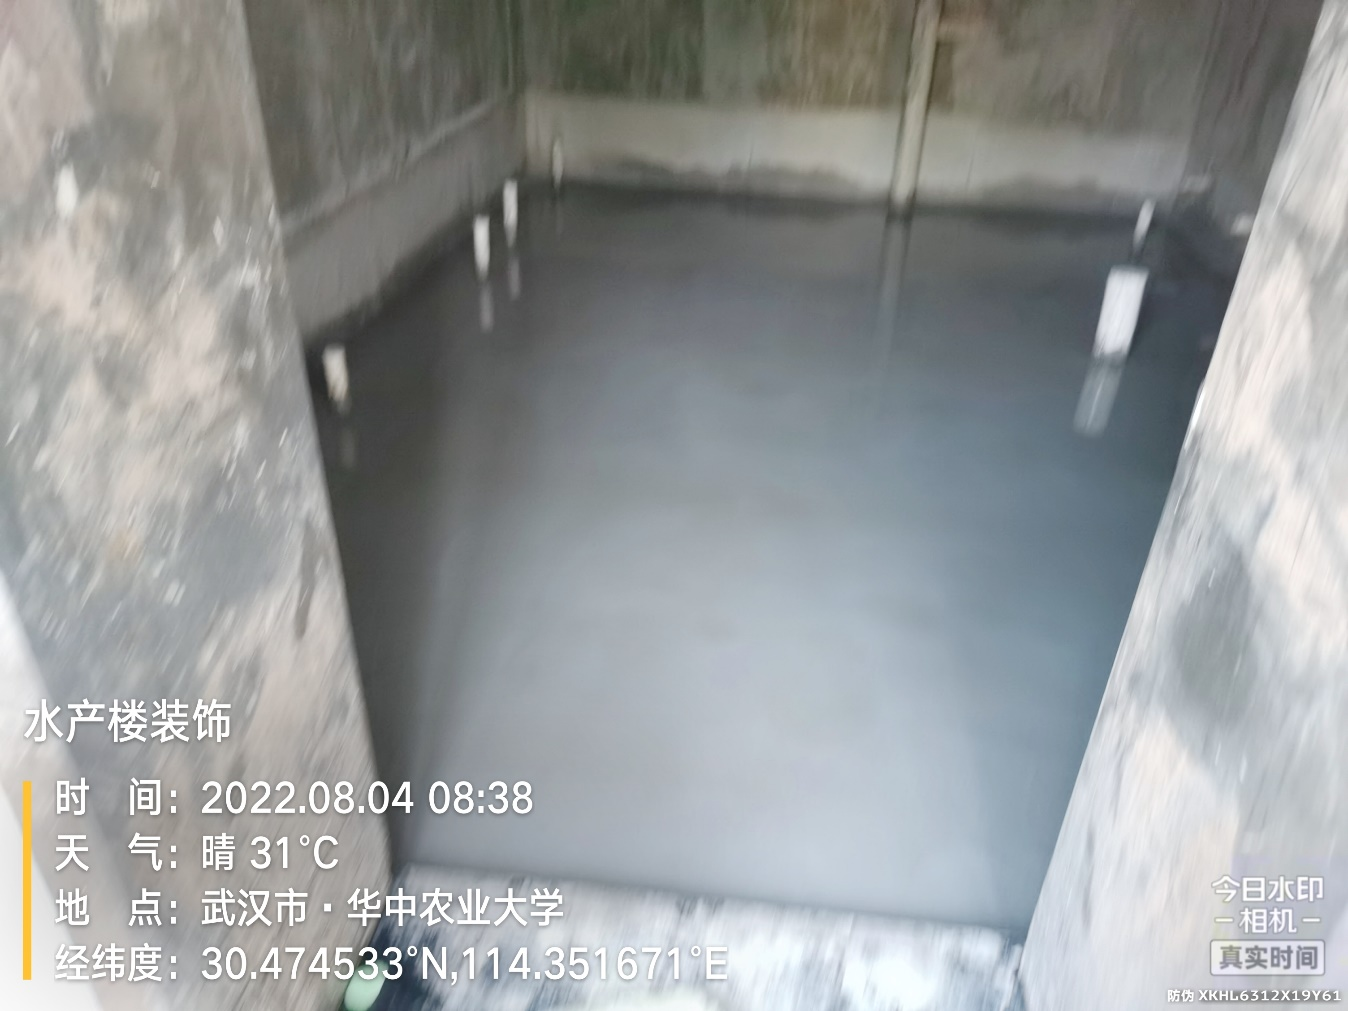 水产楼装饰
时 间：2022.08.04 08:38
天 气：晴 31℃
地 点：武汉市·华中农业大学
经纬度：30.474533°N,114.351671°E
今日水印
相机
真实时间
防伪 XKHL6312X19Y61